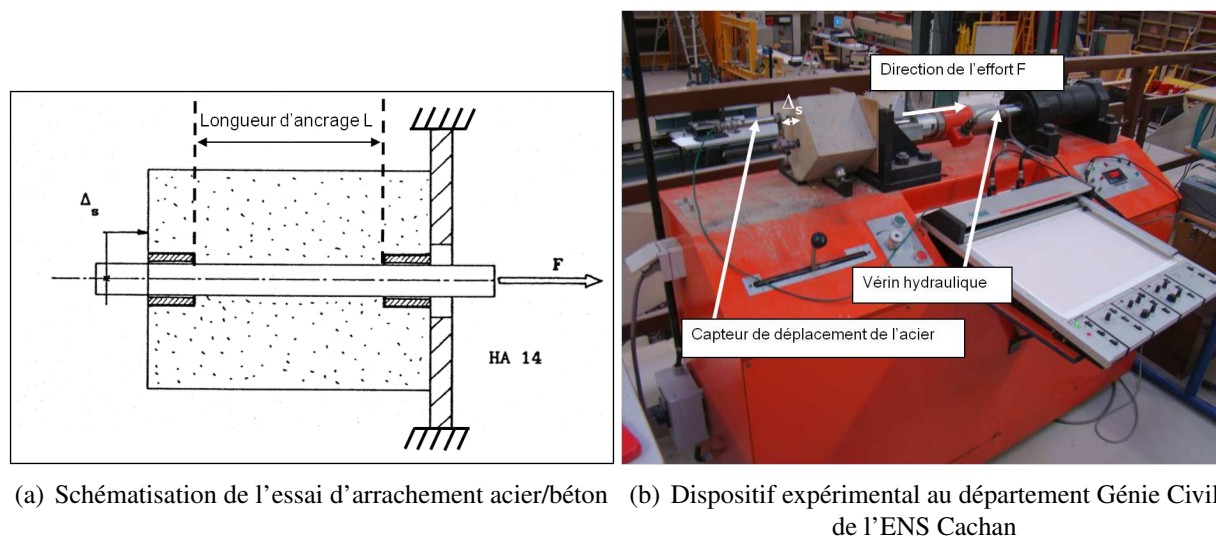 Longueur d'ancrage L
Δs
F
HA 14
(a) Schématisation de l'essai d'arrachement acier/béton
Direction de l'effort F
Δs
Vérin hydraulique
Capteur de déplacement de l'acier
(b) Dispositif expérimental au département Génie Civil
de l'ENS Cachan